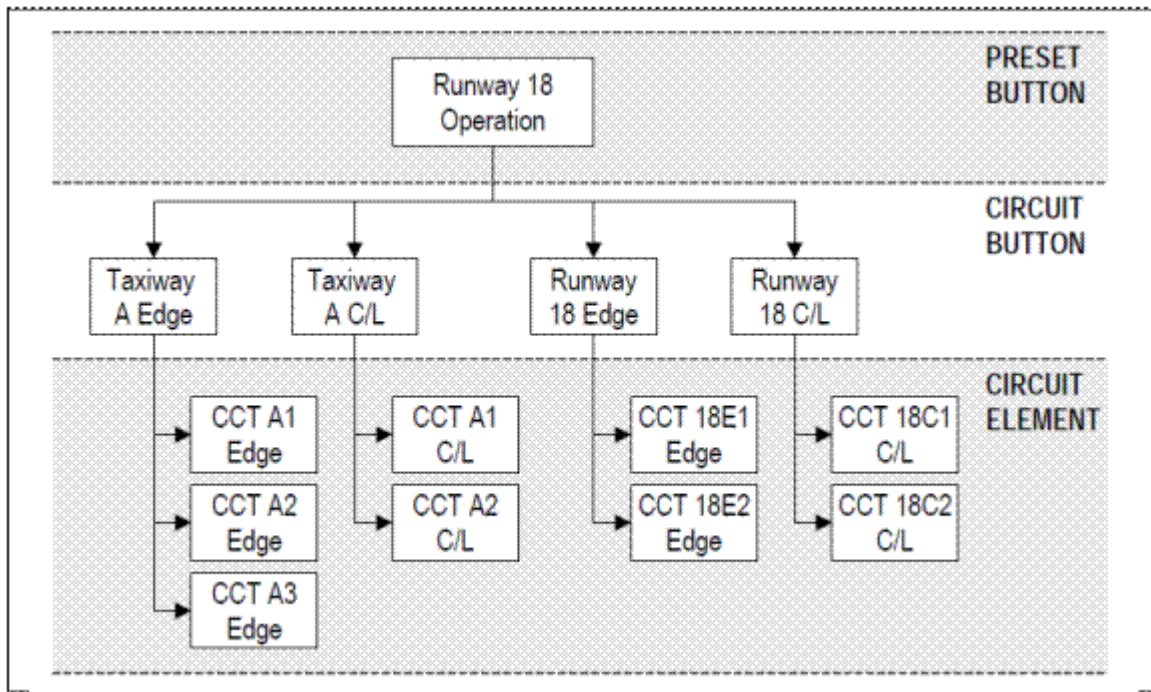 PRESET
BUTTON
Runway 18
Operation
CIRCUIT
BUTTON
Taxiway
A Edge
Taxiway
A C/L
Runway
18 Edge
Runway
18 C/L
CIRCUIT
ELEMENT
CCT A1
Edge
CCT A1
C/L
CCT 18E1
Edge
CCT 18C1
C/L
CCT A2
Edge
CCT A2
C/L
CCT 18E2
Edge
CCT 18C2
C/L
CCT A3
Edge